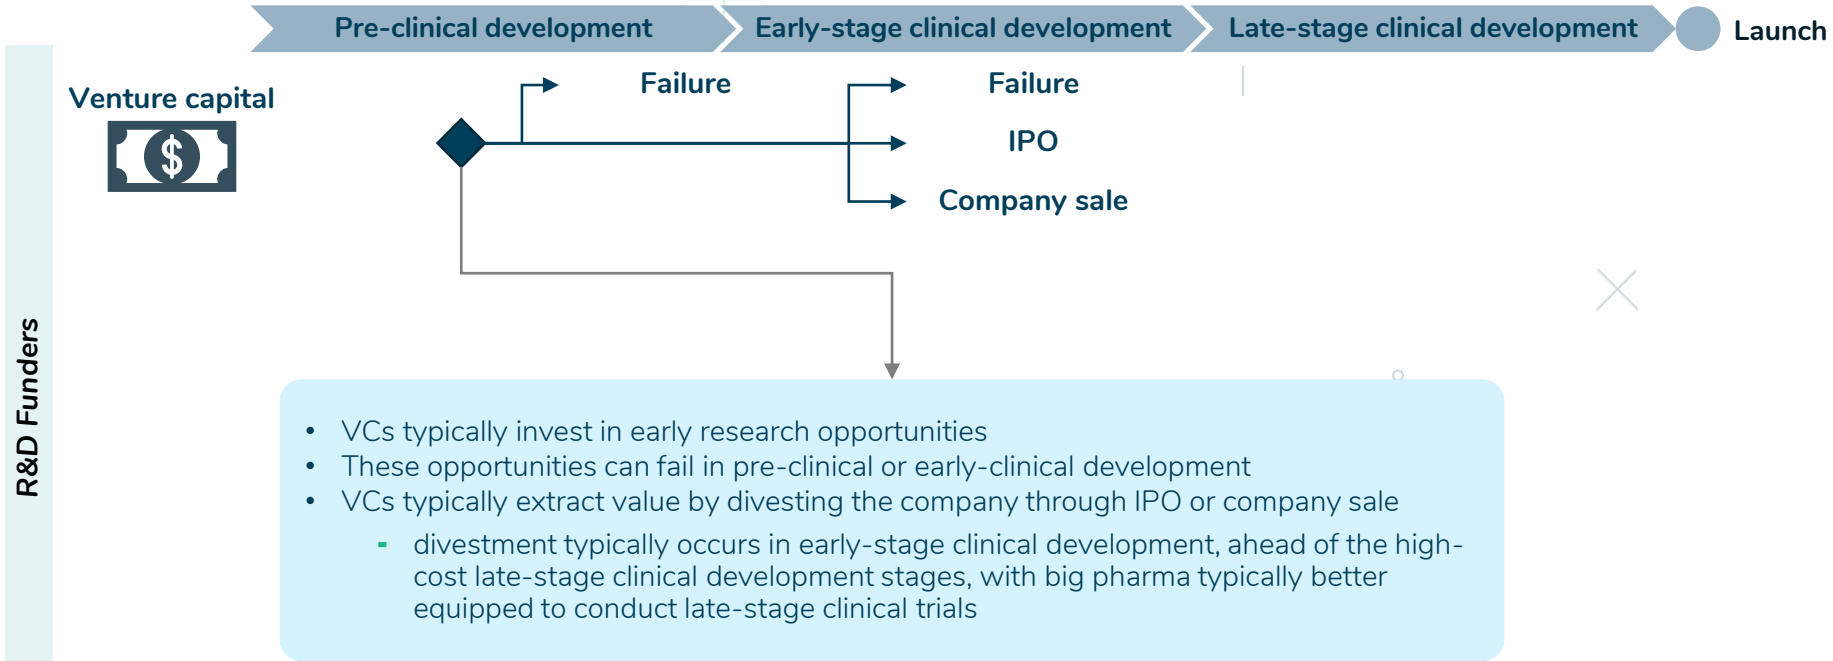 Pre-clinical development
Early-stage clinical development
Late-stage clinical development
Launch
Venture capital
$
Failure
Failure
IPO
Company sale
R&D Funders
• VCs typically invest in early research opportunities
• These opportunities can fail in pre-clinical or early-clinical development
• VCs typically extract value by divesting the company through IPO or company sale
- divestment typically occurs in early-stage clinical development, ahead of the high-
cost late-stage clinical development stages, with big pharma typically better
equipped to conduct late-stage clinical trials